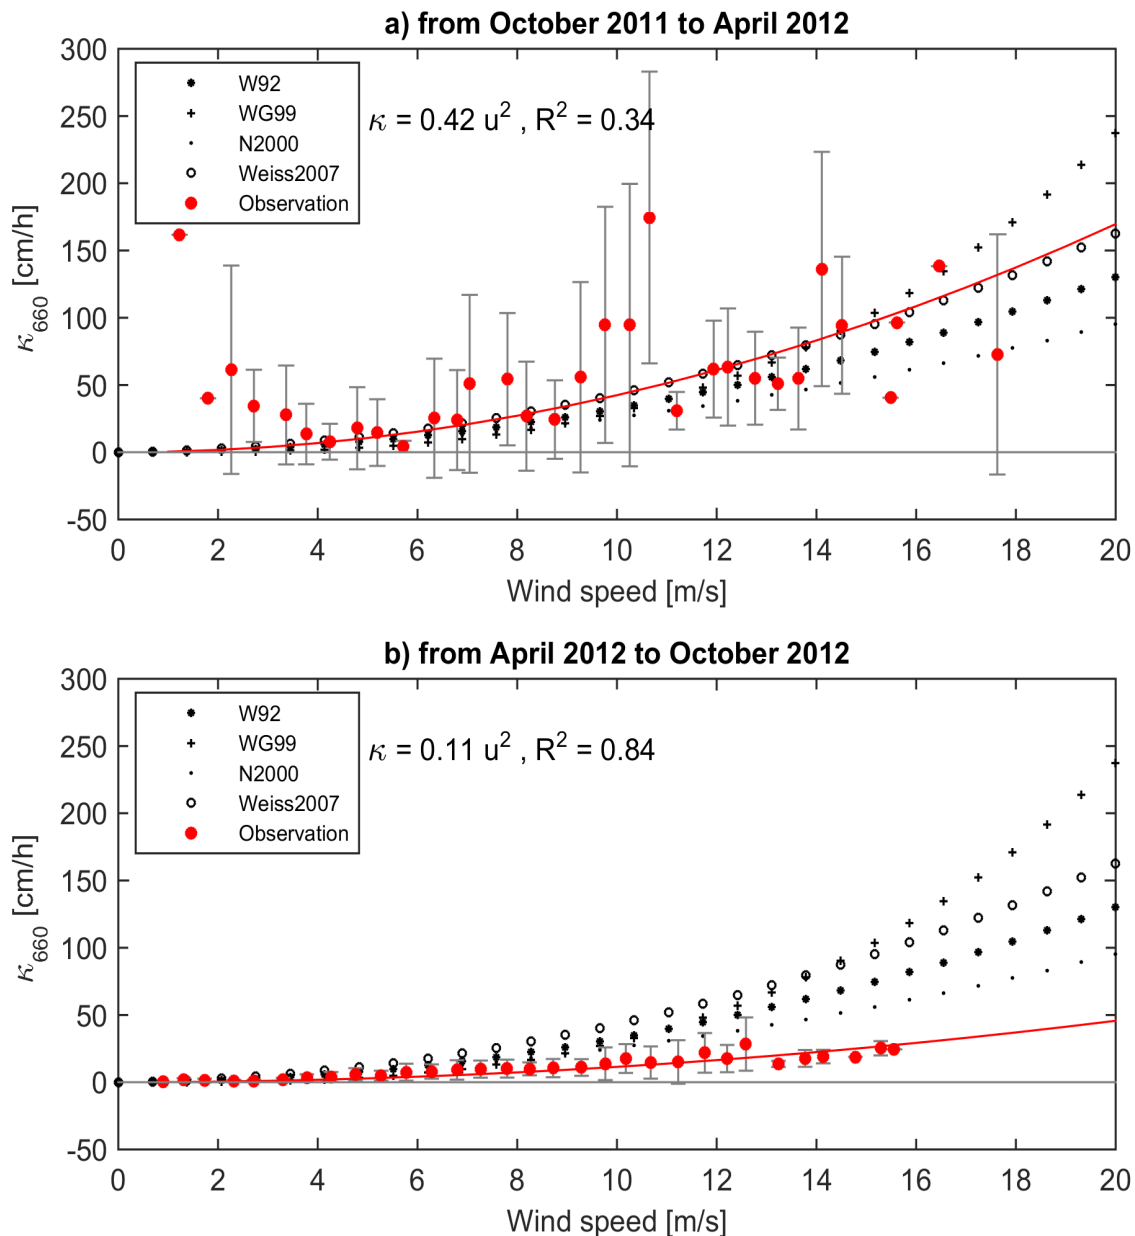 a) from October 2011 to April 2012
300
250
200
150
100
50
0
-50
κ660 [cm/h]
W92
WG99
N2000
Weiss2007
Observation
κ = 0.42 u² , R² = 0.34
0 2 4 6 8 10 12 14 16 18 20
Wind speed [m/s]
b) from April 2012 to October 2012
300
250
200
150
100
50
0
-50
κ660 [cm/h]
W92
WG99
N2000
Weiss2007
Observation
κ = 0.11 u² , R² = 0.84
0 2 4 6 8 10 12 14 16 18 20
Wind speed [m/s]